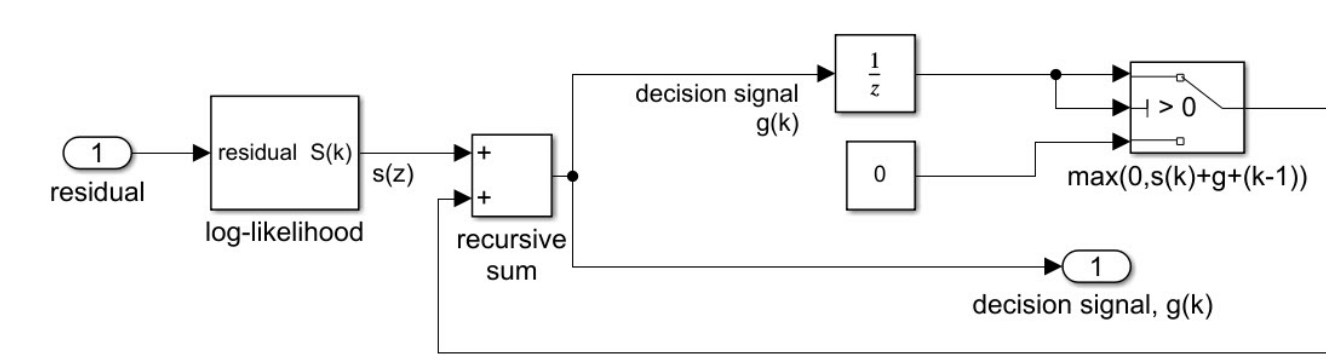 1
residual
residual S(k)
log-likelihood
s(z)
+
+
recursive
sum
decision signal
g(k)
1
z
0
> 0
max(0,s(k)+g+(k-1))
1
decision signal, g(k)